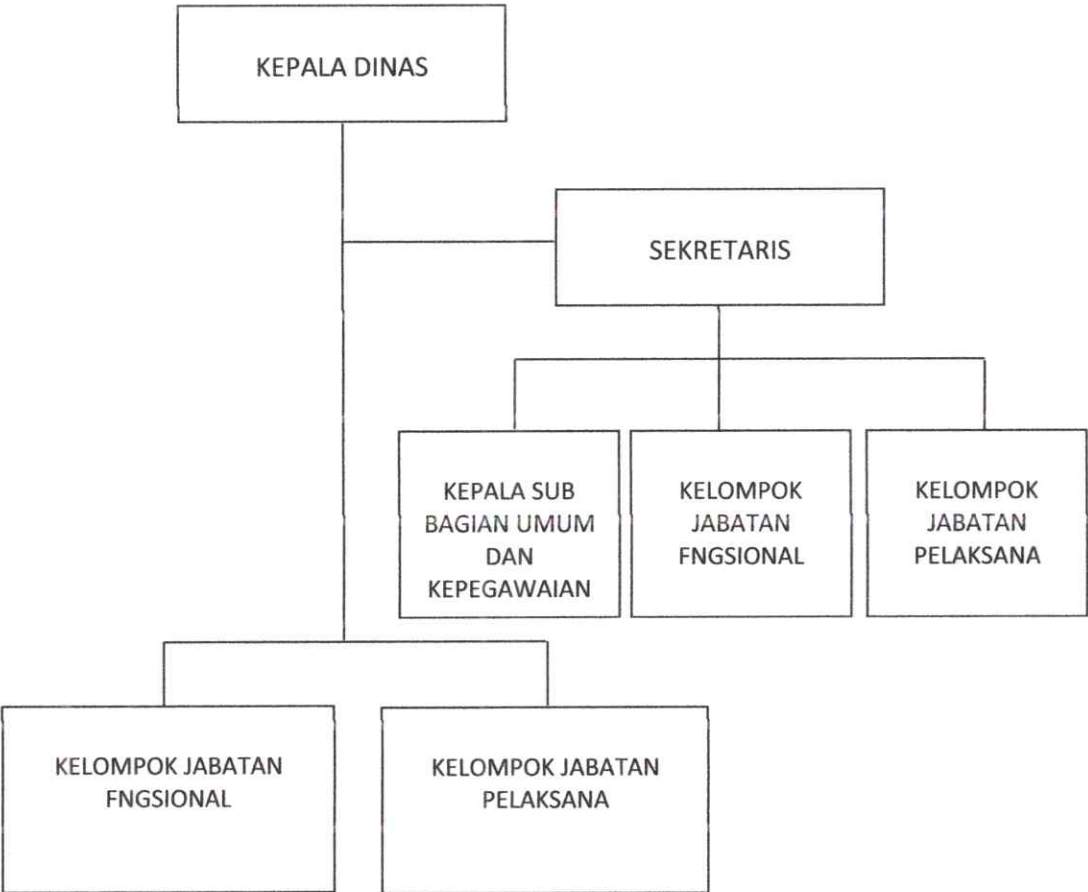 KEPALA DINAS
SEKRETARIS
KEPALA SUB
BAGIAN UMUM
DAN
KEPEGAWAIAN
KELOMPOK
JABATAN
FNGSIONAL
KELOMPOK
JABATAN
PELAKSANA
KELOMPOK JABATAN
FNGSIONAL
KELOMPOK JABATAN
PELAKSANA